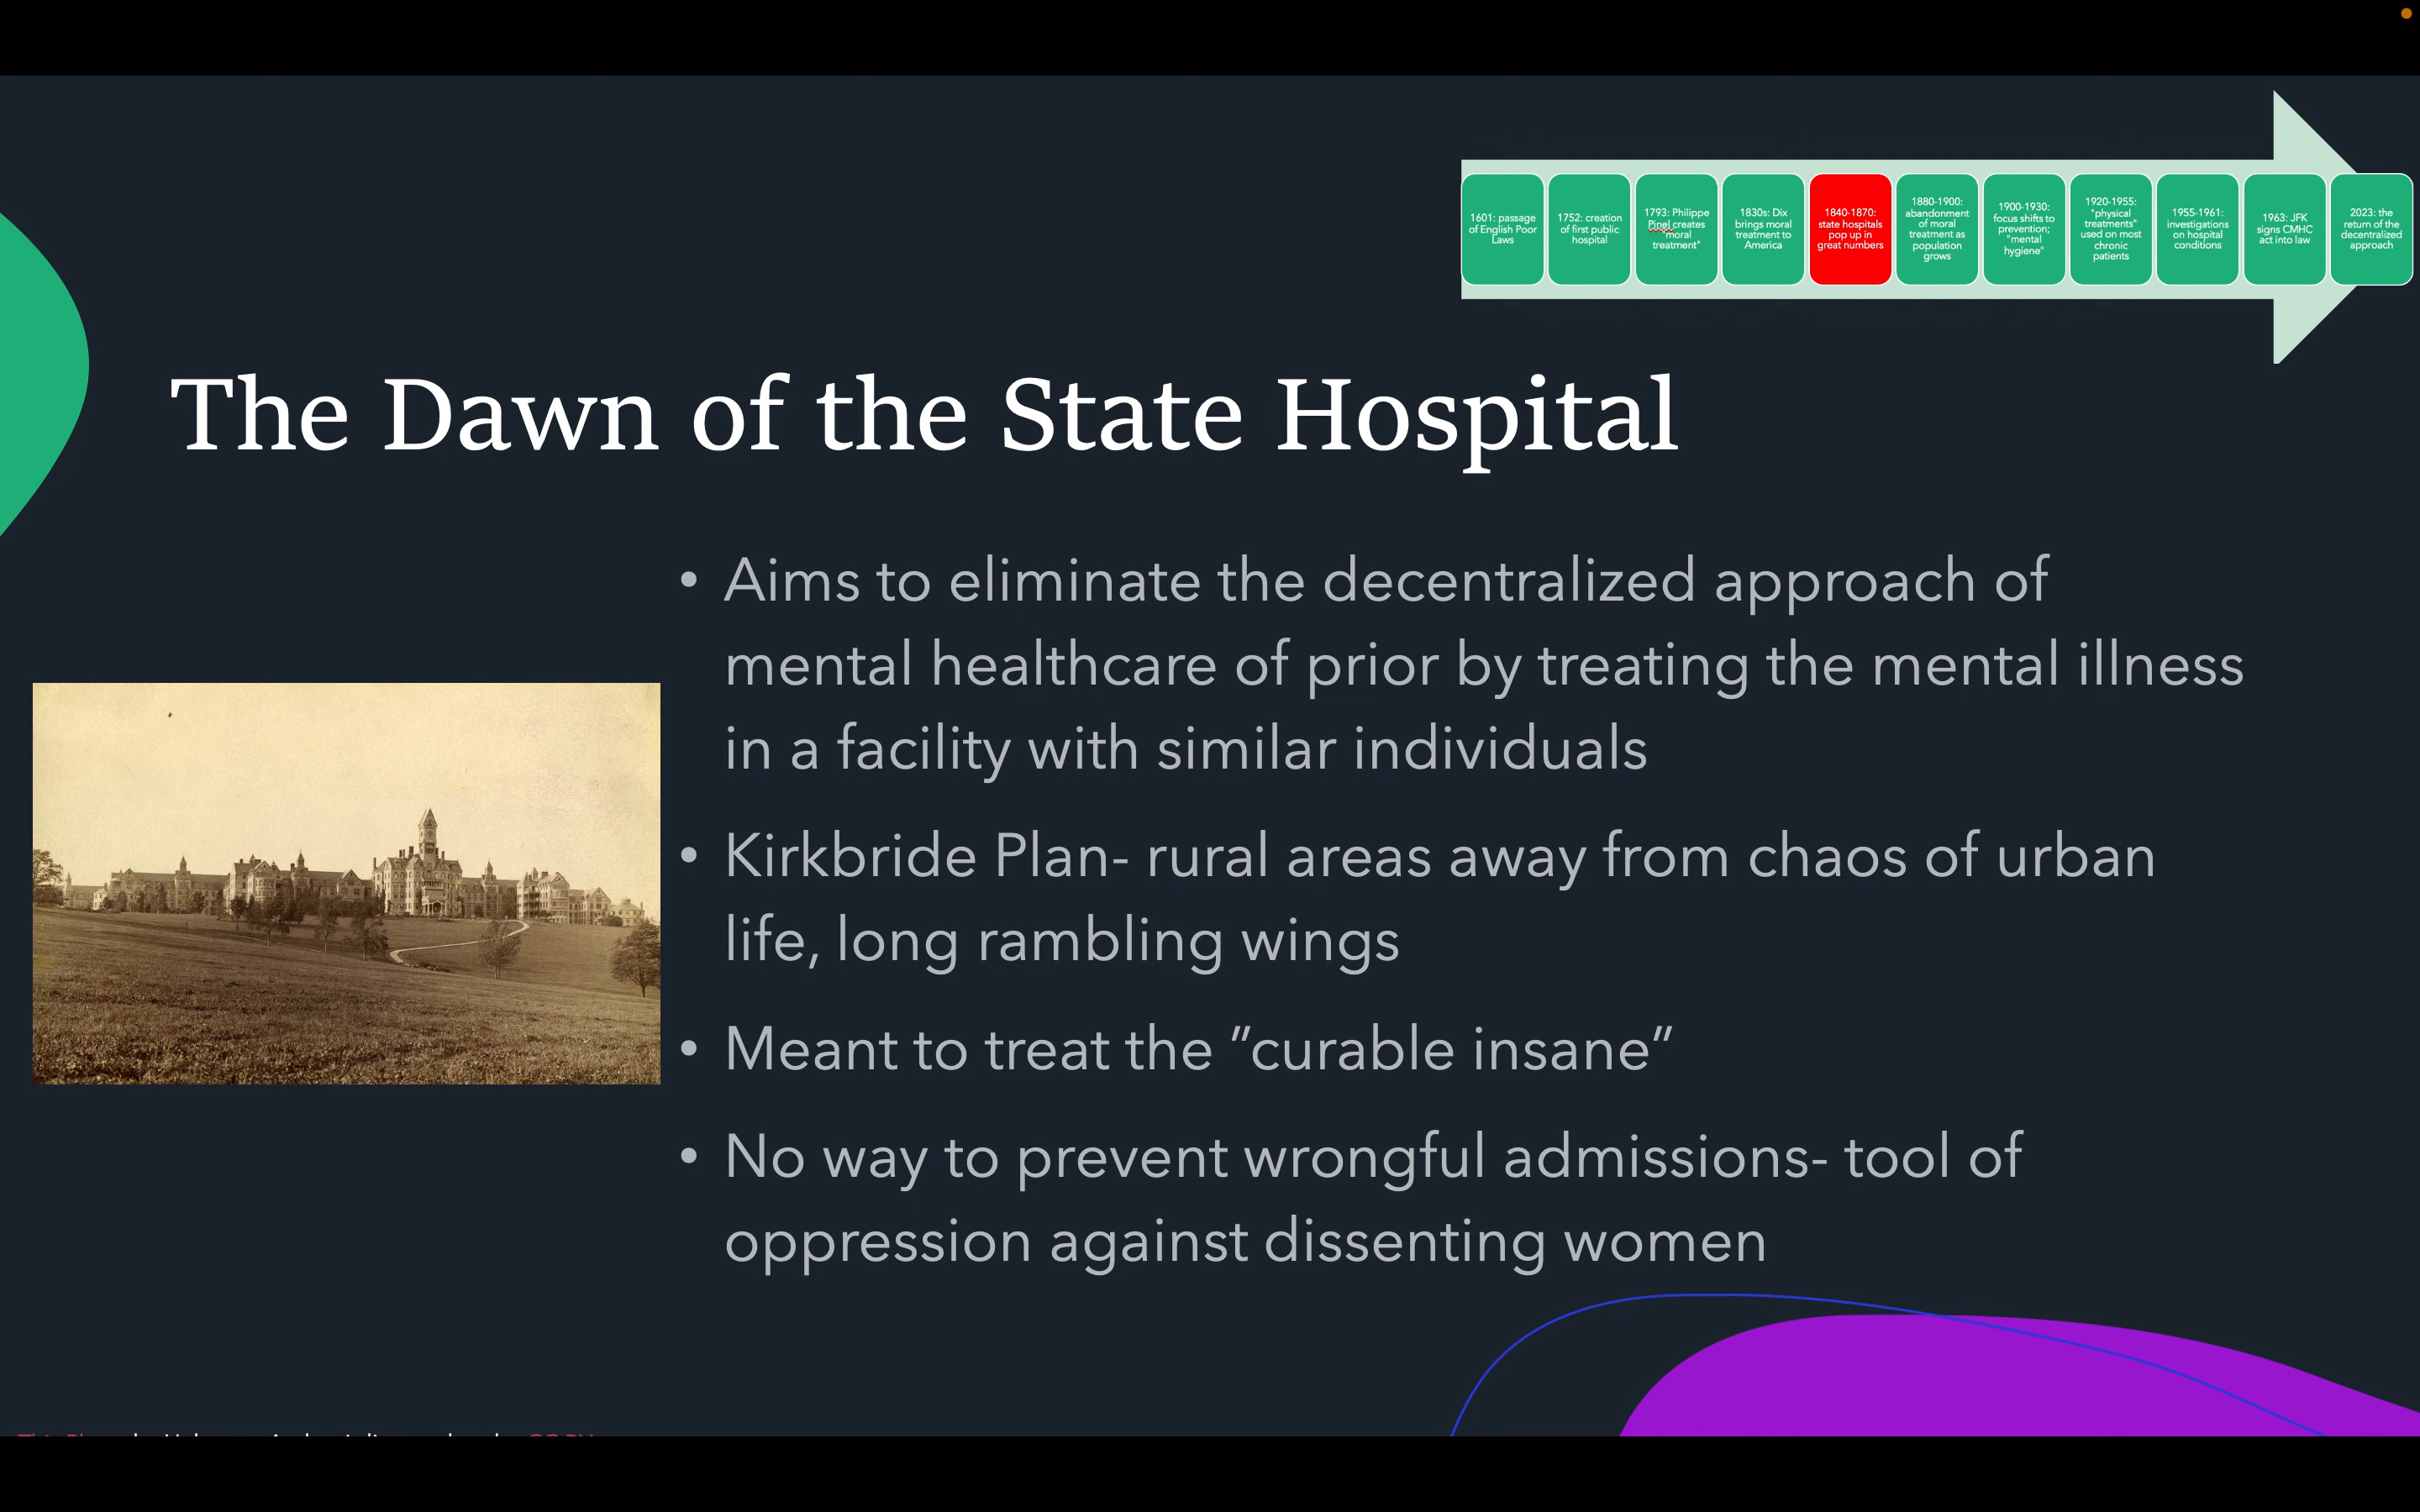 1601: passage
of English Poor
Laws
1752: creation
of first public
hospital
1793: Philippe
Pinel creates
"moral
treatment"
1830s: Dix
brings moral
treatment to
America
1840-1870:
state hospitals
pop up in
great numbers
1880-1900:
abandonment
of moral
treatment as
population
grows
1900-1930:
focus shifts to
prevention;
"mental
hygiene"
1920-1955:
"physical
treatments"
used on most
chronic
patients
1955-1961:
investigations
on hospital
conditions
1963: JFK
signs CMHC
act into law
2023: the
return of the
decentralized
approach
The Dawn of the State Hospital
• Aims to eliminate the decentralized approach of
mental healthcare of prior by treating the mental illness
in a facility with similar individuals
• Kirkbride Plan- rural areas away from chaos of urban
life, long rambling wings
• Meant to treat the "curable insane"
• No way to prevent wrongful admissions- tool of
oppression against dissenting women